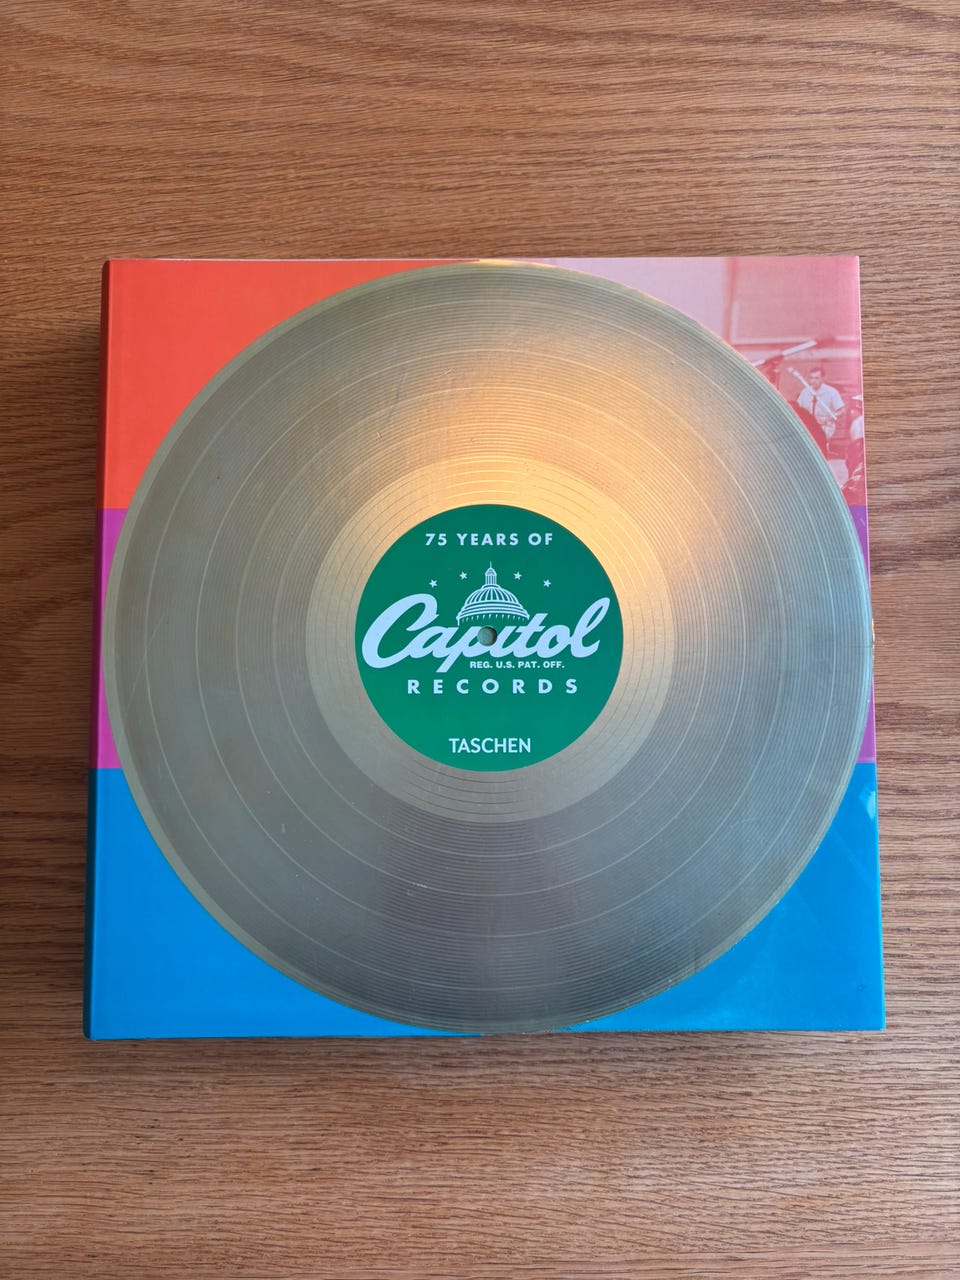 75 YEARS OF
Capitol
REG. U.S. PAT. OFF.
RECORDS
TASCHEN